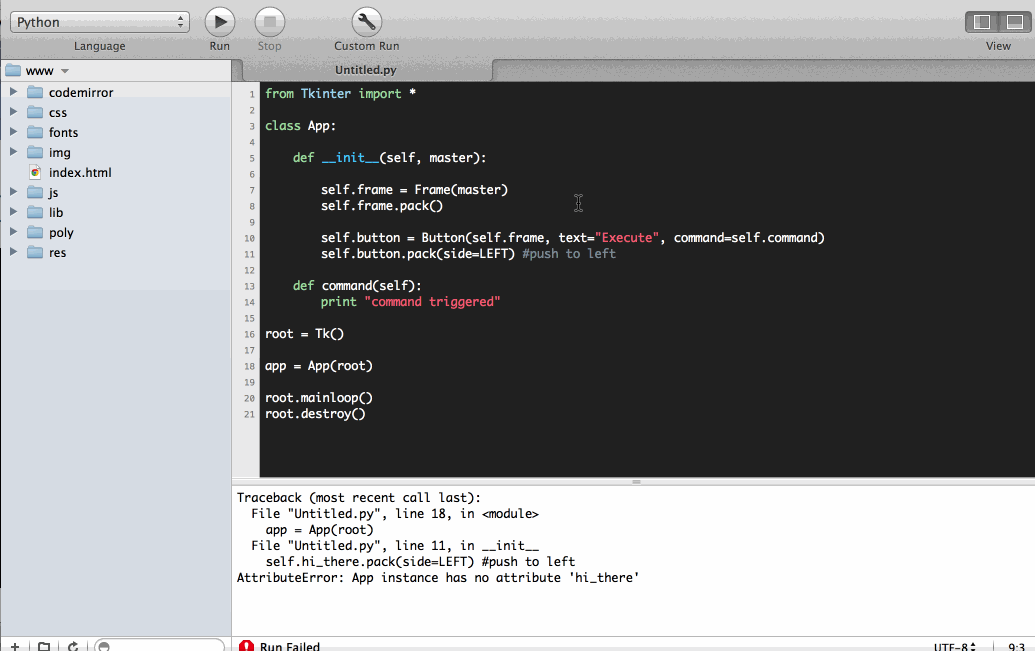 Python
Language
Run
Stop
Custom Run
View
www
Untitled.py
codemirror
css
fonts
img
index.html
js
lib
poly
res
1 from Tkinter import *
2
3 class App:
4
5 def __init__(self, master):
6
7 self.frame = Frame(master)
8 self.frame.pack()
9
10 self.button = Button(self.frame, text="Execute", command=self.command)
11 self.button.pack(side=LEFT) #push to left
12
13 def command(self):
14 print "command triggered"
15
16 root = Tk()
17
18 app = App(root)
19
20 root.mainloop()
21 root.destroy()
Traceback (most recent call last):
File "Untitled.py", line 18, in <module>
app = App(root)
File "Untitled.py", line 11, in __init__
self.hi_there.pack(side=LEFT) #push to left
AttributeError: App instance has no attribute 'hi_there'
Run Failed
UTF-8
9:3